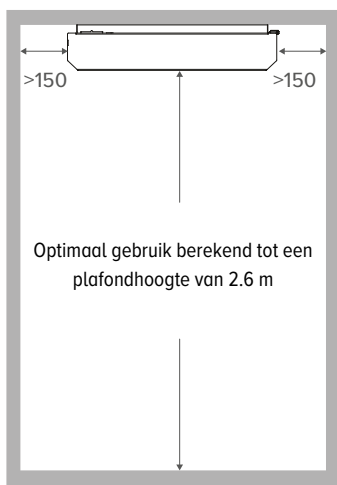 >150 >150
Optimaal gebruik berekend tot een
plafondhoogte van 2.6 m